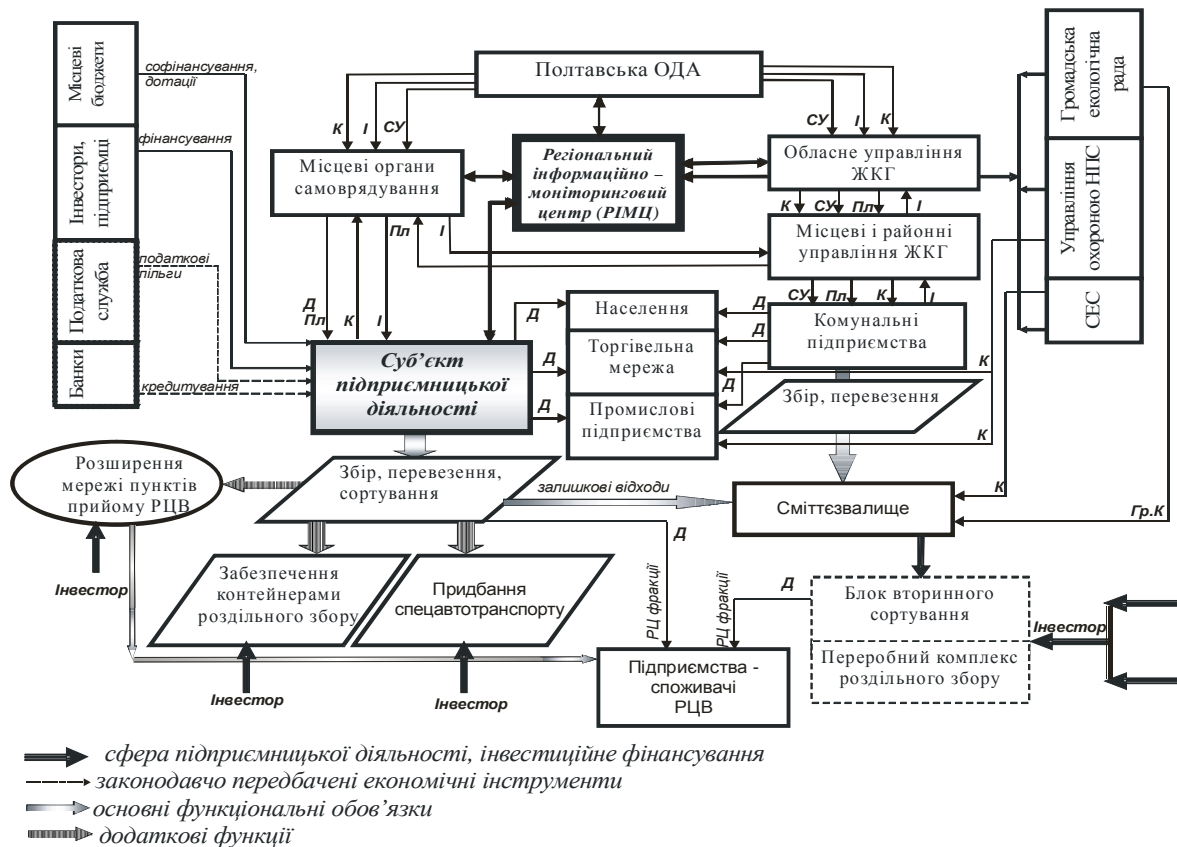 Місцеві
бюджети
Інвестори,
підприємці
Податкова
служба
Банки
софінансування,
дотації
фінансування
податкові
пільги
кредитування
Полтавська ОДА
К
І
СУ
СУ
І
К
Місцеві органи
самоврядування
Регіональний
інформаційно –
моніторинговий
центр (РІМЦ)
Обласне управління
ЖКГ
К
СУ
Пл
І
Місцеві і районні
управління ЖКГ
Пл
І
СУ
Пл
К
І
Д
Пл
К
І
Громадська
екологічна
рада
Управління
охороною НПС
СЕС
Суб’єкт
підприємницької
діяльності
Д
Д
Д
Населення
Торгівельна
мережа
Промислові
підприємства
Д
Д
Д
Комунальні
підприємства
К
К
К
Гр.К
Збір, перевезення
Розширення
мережі пунктів
прийому РЦВ
Збір, перевезення,
сортування
залишкові відходи
Сміттєзвалище
Д
Інвестор
Забезпечення
контейнерами
роздільного збору
Придбання
спецавтотранспорту
РЦ фракції
РЦ фракції
Д
Блок вторинного
сортування
Переробний комплекс
роздільного збору
Інвестор
Інвестор
Інвестор
Підприємства -
споживачі
РЦВ
сфера підприємницької діяльності, інвестиційне фінансування
законодавчо передбачені економічні інструменти
основні функціональні обов’язки
додаткові функції